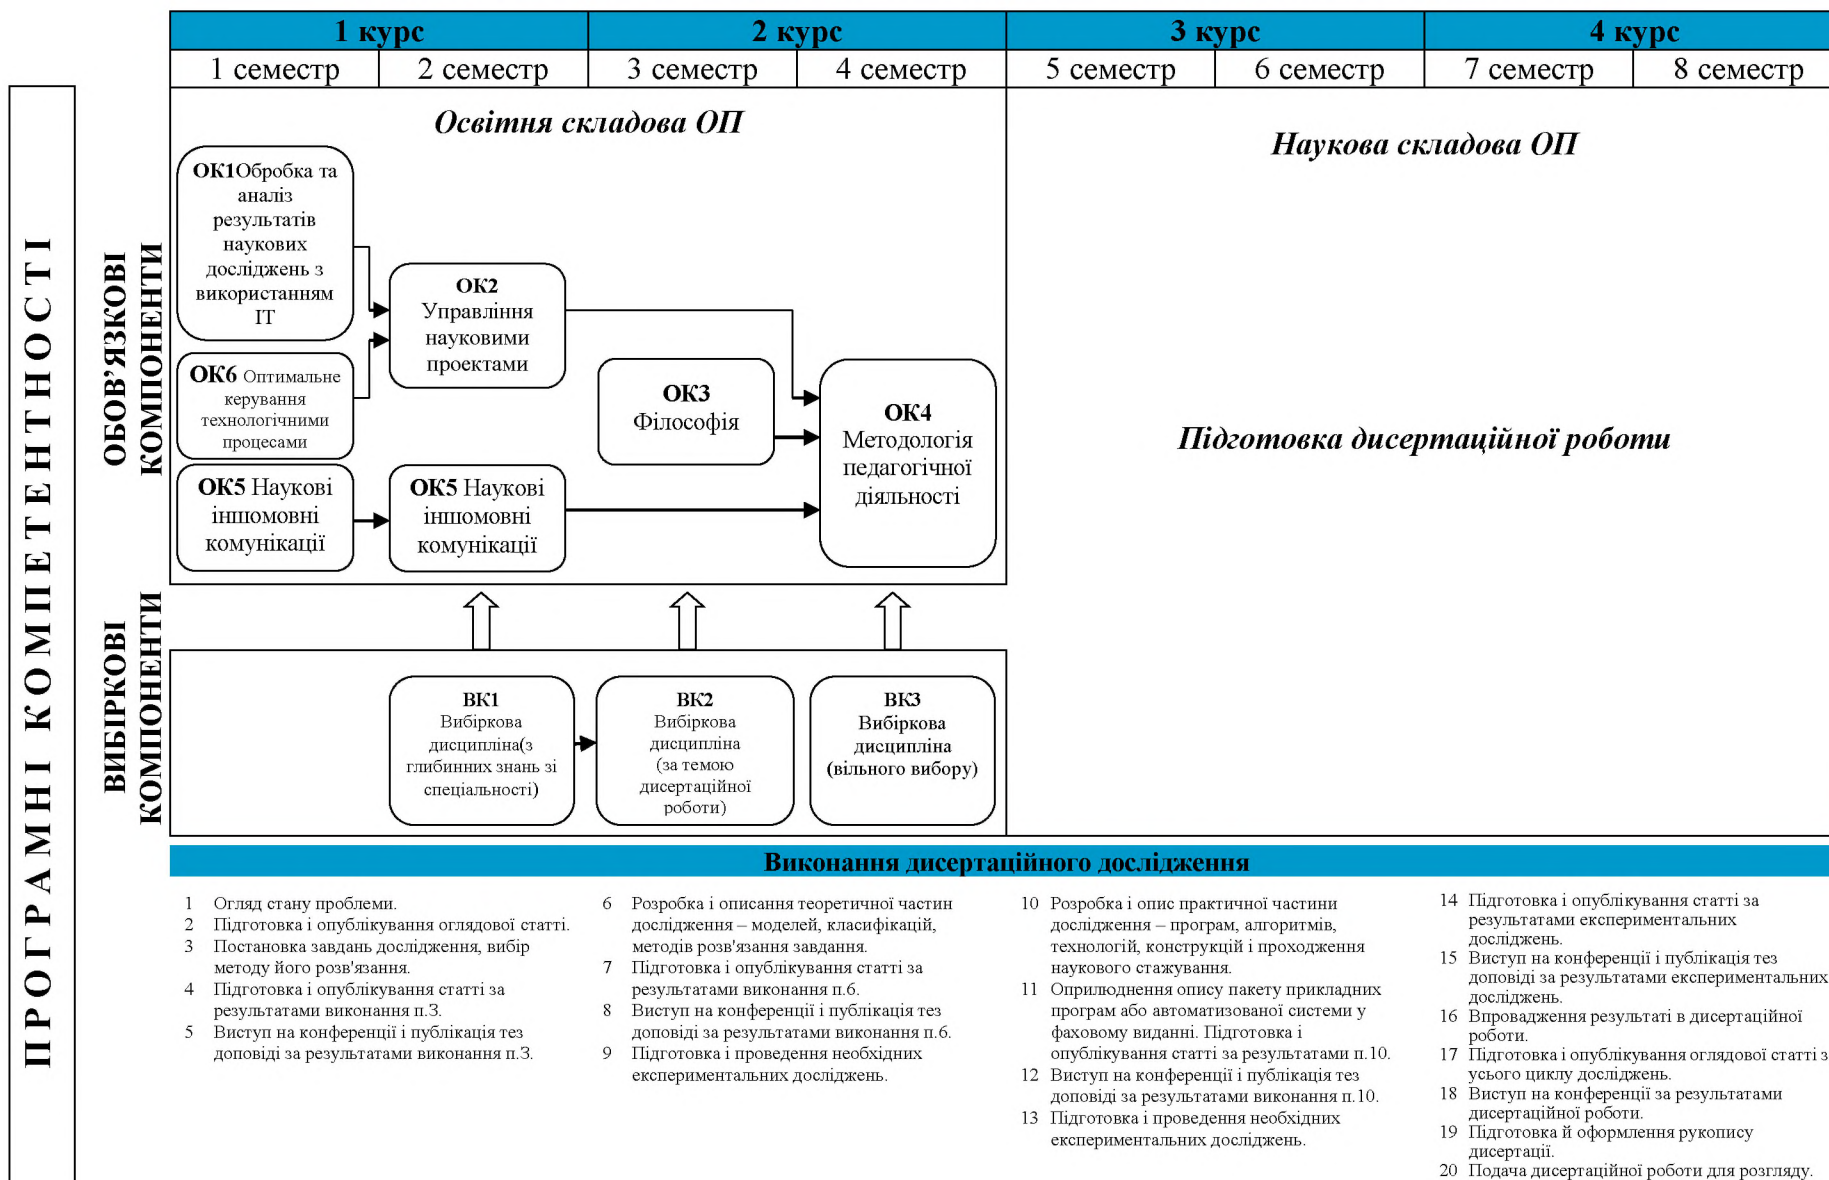 1 курс
2 курс
3 курс
4 курс
1 семестр
2 семестр
3 семестр
4 семестр
5 семестр
6 семестр
7 семестр
8 семестр
ПРОГРАМНІ КОМПЕТЕНТНОСТІ
ОБОВ’ЯЗКОВІ
КОМПОНЕНТИ
Освітня складова ОП
ОК1Обробка та
аналіз
результатів
наукових
досліджень з
використанням
ІТ
ОК6 Оптимальне
керування
технологічними
процесами
ОК5 Наукові
іншомовні
комунікації
ОК2
Управління
науковими
проектами
ОК5 Наукові
іншомовні
комунікації
ОК3
Філософія
ОК4
Методологія
педагогічної
діяльності
Наукова складова ОП
Підготовка дисертаційної роботи
ВИБІРКОВІ
КОМПОНЕНТИ
ВК1
Вибіркова
дисципліна(з
глибинних знань зі
спеціальності)
ВК2
Вибіркова
дисципліна
(за темою
дисертаційної
роботи)
ВК3
Вибіркова
дисципліна
(вільного вибору)
Виконання дисертаційного дослідження
1 Огляд стану проблеми.
2 Підготовка і опублікування оглядової статті.
3 Постановка завдань дослідження, вибір
методу його розв'язання.
4 Підготовка і опублікування статті за
результатами виконання п.3.
5 Виступ на конференції і публікація тез
доповіді за результатами виконання п.3.
6 Розробка і описання теоретичної частин
дослідження – моделей, класифікацій,
методів розв'язання завдання.
7 Підготовка і опублікування статті за
результатами виконання п.6.
8 Виступ на конференції і публікація тез
доповіді за результатами виконання п.6.
9 Підготовка і проведення необхідних
експериментальних досліджень.
10 Розробка і опис практичної частини
дослідження – програм, алгоритмів,
технологій, конструкцій і проходження
наукового стажування.
11 Оприлюднення опису пакету прикладних
програм або автоматизованої системи у
фаховому виданні. Підготовка і
опублікування статті за результатами п.10.
12 Виступ на конференції і публікація тез
доповіді за результатами виконання п.10.
13 Підготовка і проведення необхідних
експериментальних досліджень.
14 Підготовка і опублікування статті за
результатами експериментальних
досліджень.
15 Виступ на конференції і публікація тез
доповіді за результатами експериментальних
досліджень.
16 Впровадження результаті в дисертаційної
роботи.
17 Підготовка і опублікування оглядової статті з
усього циклу досліджень.
18 Виступ на конференції за результатами
дисертаційної роботи.
19 Підготовка й оформлення рукопису
дисертації.
20 Подача дисертаційної роботи для розгляду.